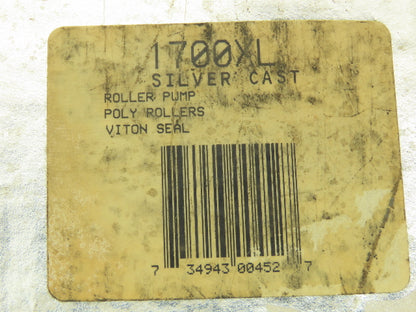 1700XL
SILVER CAST
ROLLER PUMP
POLY ROLLERS
VITON SEAL
7 34943 00452 7